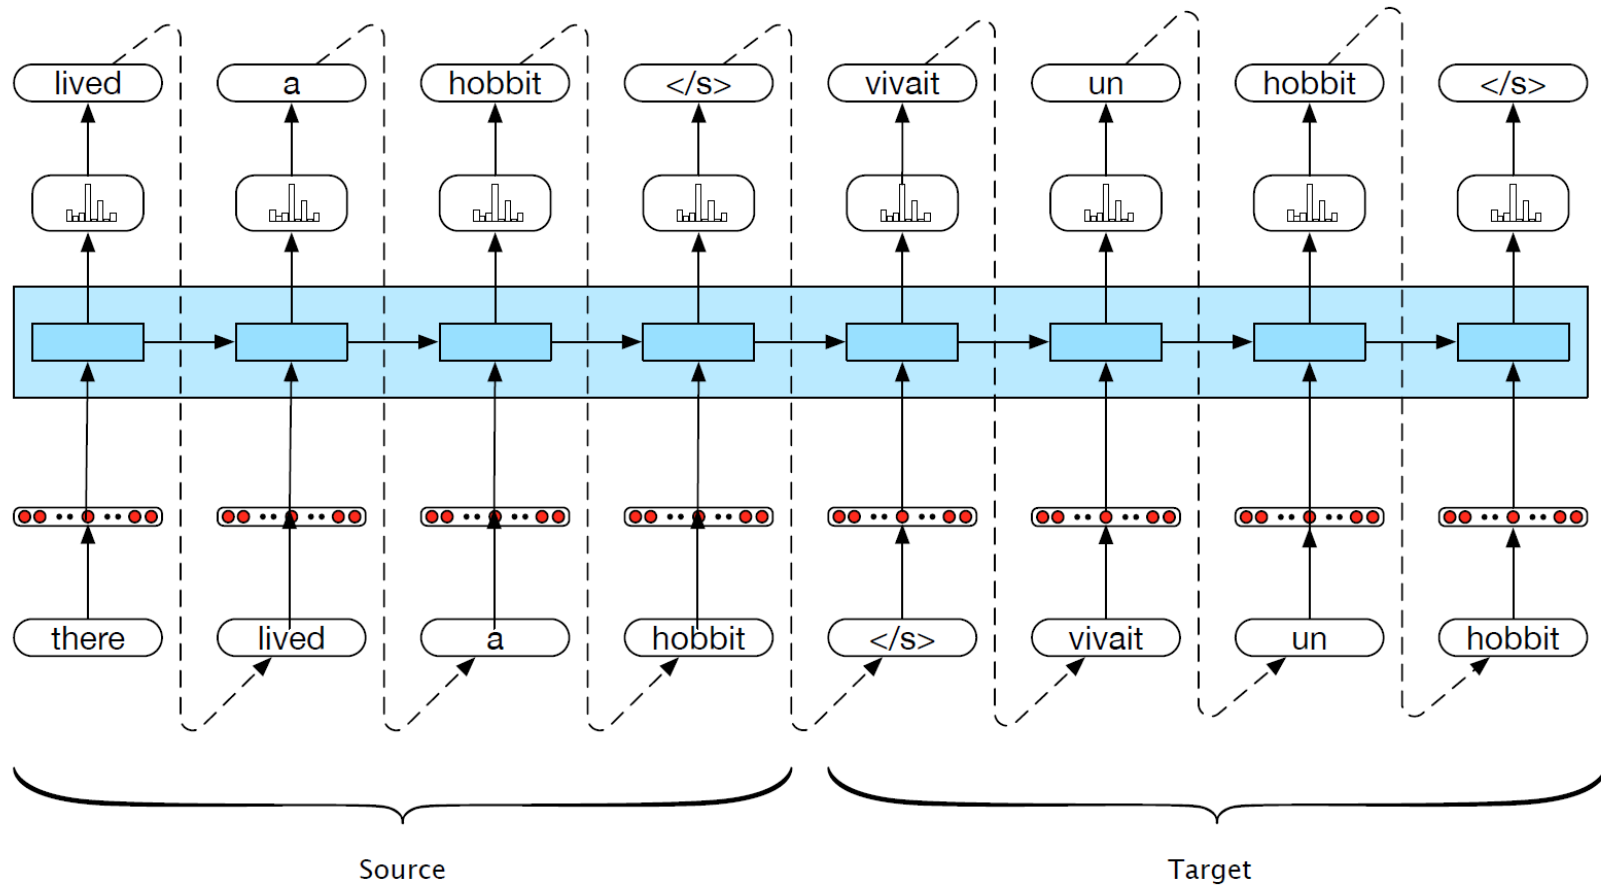 lived a hobbit </s> vivait un hobbit </s>
there lived a hobbit </s> vivait un hobbit
Source Target